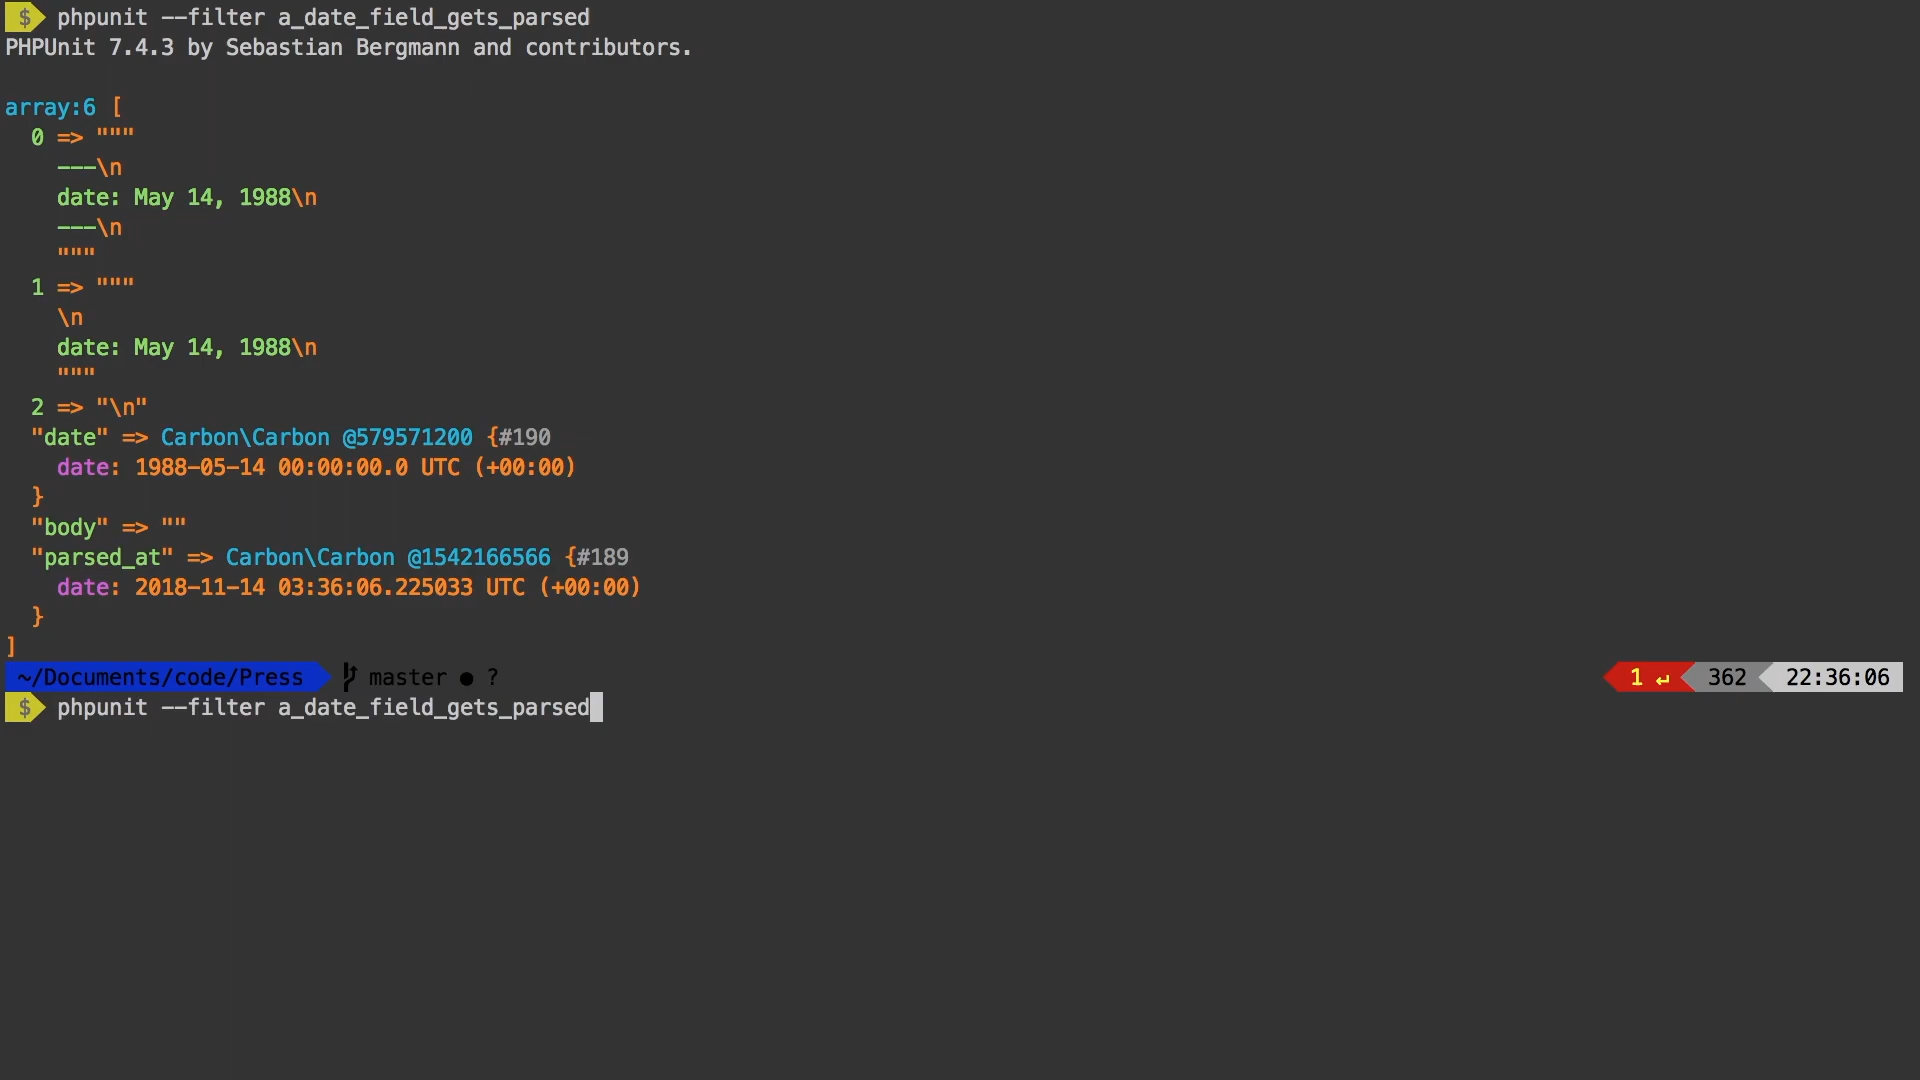 $ phpunit --filter a_date_field_gets_parsed
PHPUnit 7.4.3 by Sebastian Bergmann and contributors.
array:6 [
  0 => """
    ---\n
    date: May 14, 1988\n
    ---\n
    """
  1 => """
    \n
    date: May 14, 1988\n
    """
  2 => "\n"
  "date" => Carbon\Carbon @579571200 {#190
    date: 1988-05-14 00:00:00.0 UTC (+00:00)
  }
  "body" => ""
  "parsed_at" => Carbon\Carbon @1542166566 {#189
    date: 2018-11-14 03:36:06.225033 UTC (+00:00)
  }
]
~/Documents/code/Press master ● ? 1 ↵ 362 22:36:06
$ phpunit --filter a_date_field_gets_parsed